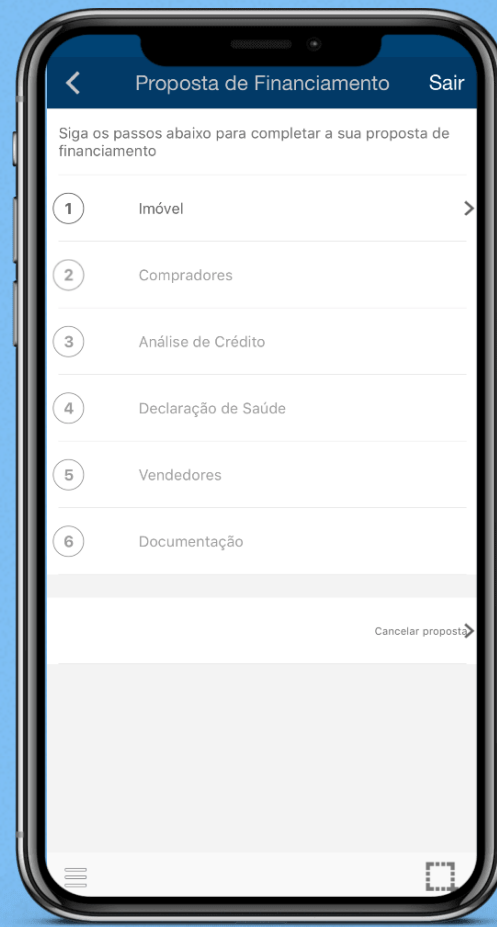 Proposta de Financiamento Sair
Siga os passos abaixo para completar a sua proposta de
financiamento
1 Imóvel
2 Compradores
3 Análise de Crédito
4 Declaração de Saúde
5 Vendedores
6 Documentação
Cancelar proposta